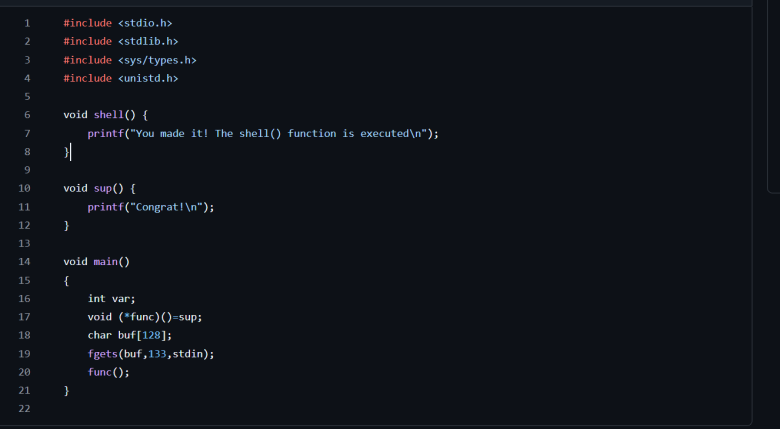 1 #include <stdio.h>
2 #include <stdlib.h>
3 #include <sys/types.h>
4 #include <unistd.h>
5
6 void shell() {
7     printf("You made it! The shell() function is executed\n");
8 }
9
10 void sup() {
11     printf("Congrat!\n");
12 }
13
14 void main()
15 {
16     int var;
17     void (*func)()=sup;
18     char buf[128];
19     fgets(buf,133,stdin);
20     func();
21 }
22